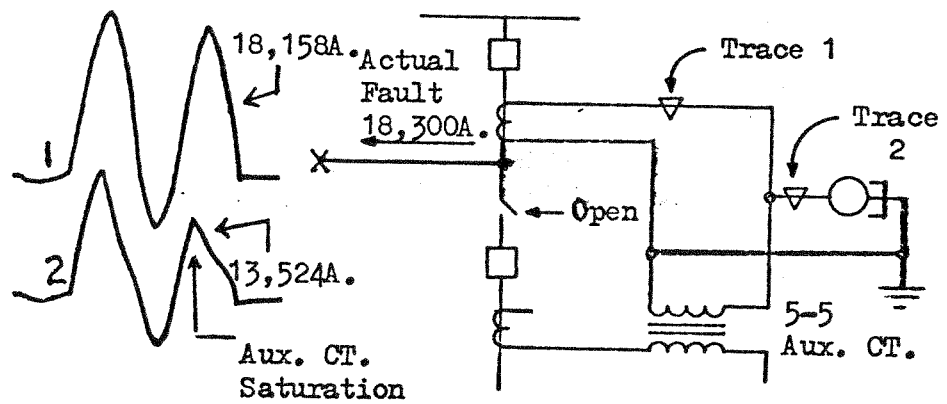 18,158A.
Actual
Fault
18,300A.
Trace 1
Trace
2
1
Open
2
13,524A.
Aux. CT.
Saturation
5-5
Aux. CT.